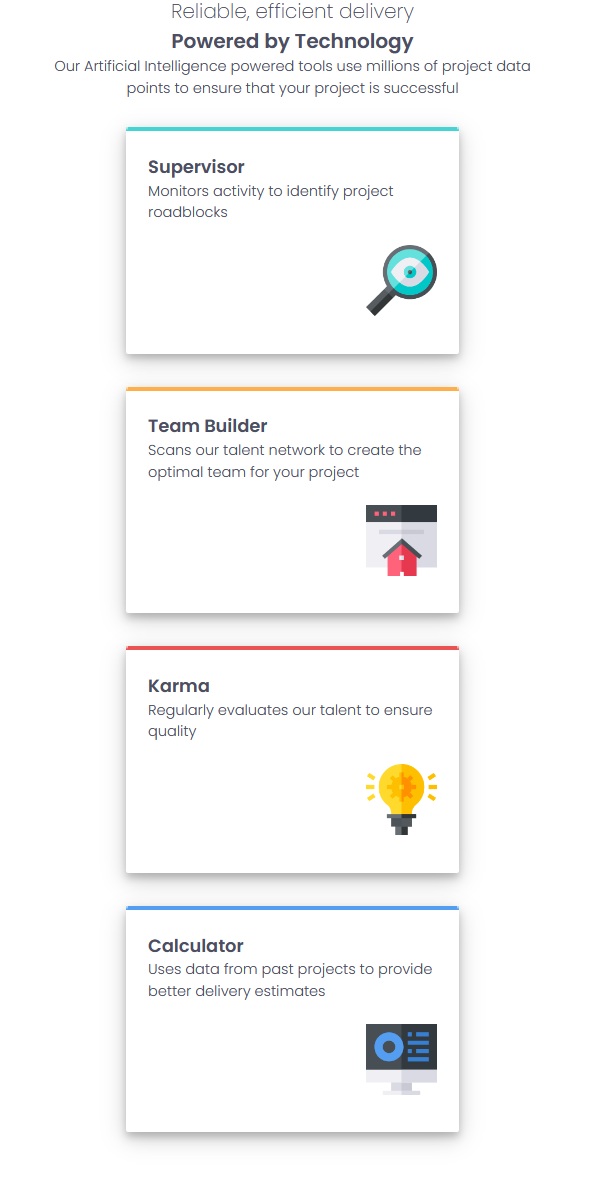 Reliable, efficient delivery
Powered by Technology
Our Artificial Intelligence powered tools use millions of project data
points to ensure that your project is successful
Supervisor
Monitors activity to identify project
roadblocks
Team Builder
Scans our talent network to create the
optimal team for your project
Karma
Regularly evaluates our talent to ensure
quality
Calculator
Uses data from past projects to provide
better delivery estimates